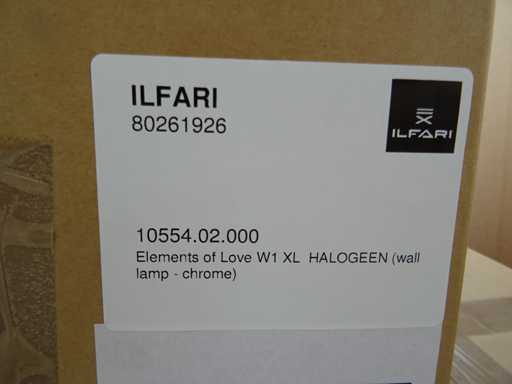 ILFARI
80261926
ILFARI
10554.02.000
Elements of Love W1 XL HALOGEEN (wall
lamp - chrome)